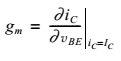 g_m = ∂i_C / ∂v_BE |_{i_C=I_C}